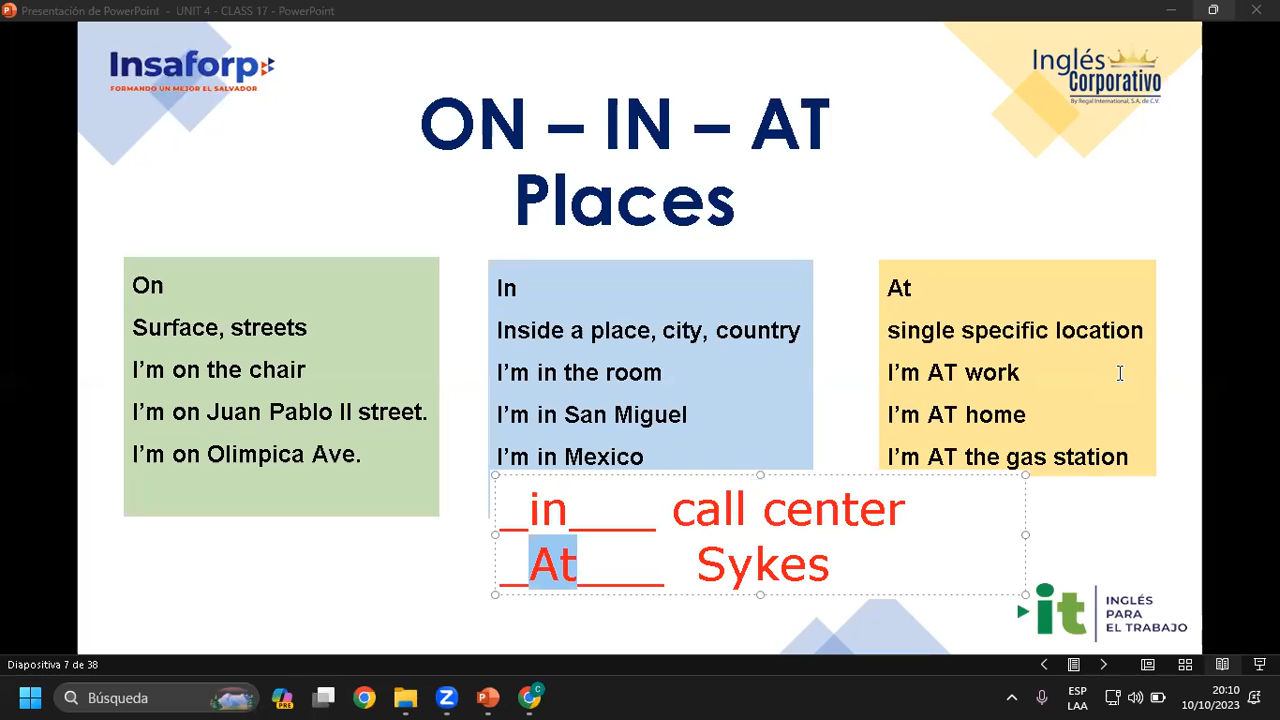 Presentación de PowerPoint - UNIT 4 - CLASS 17 - PowerPoint
Insaforp
FORMANDO UN MEJOR EL SALVADOR
Inglés
Corporativo
By Regal International, S.A. de C.V.
ON – IN – AT
Places
On
Surface, streets
I'm on the chair
I'm on Juan Pablo II street.
I'm on Olimpica Ave.
In
Inside a place, city, country
I'm in the room
I'm in San Miguel
I'm in Mexico
At
single specific location
I'm AT work
I'm AT home
I'm AT the gas station
_in____ call center
_At____ Sykes
it
INGLÉS
PARA
EL TRABAJO
Diapositiva 7 de 38
Búsqueda
PRE
ESP
LAA
20:10
10/10/2023